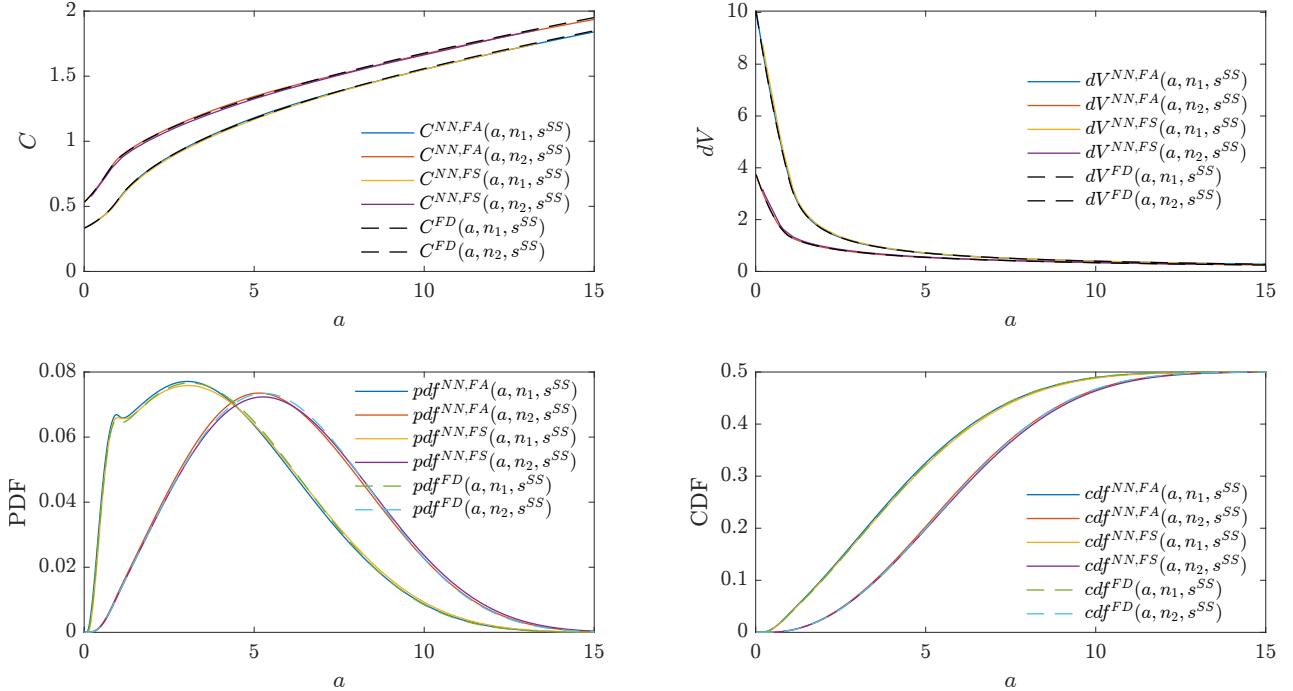 2
1.5
1
0.5
0
C
0
5
10
15
a
C^{NN,FA}(a, n_1, s^{SS})
C^{NN,FA}(a, n_2, s^{SS})
C^{NN,FS}(a, n_1, s^{SS})
C^{NN,FS}(a, n_2, s^{SS})
C^{FD}(a, n_1, s^{SS})
C^{FD}(a, n_2, s^{SS})
10
8
6
4
2
0
dV
0
5
10
15
a
dV^{NN,FA}(a, n_1, s^{SS})
dV^{NN,FA}(a, n_2, s^{SS})
dV^{NN,FS}(a, n_1, s^{SS})
dV^{NN,FS}(a, n_2, s^{SS})
dV^{FD}(a, n_1, s^{SS})
dV^{FD}(a, n_2, s^{SS})
0.08
0.06
0.04
0.02
0
PDF
0
5
10
15
a
pdf^{NN,FA}(a, n_1, s^{SS})
pdf^{NN,FA}(a, n_2, s^{SS})
pdf^{NN,FS}(a, n_1, s^{SS})
pdf^{NN,FS}(a, n_2, s^{SS})
pdf^{FD}(a, n_1, s^{SS})
pdf^{FD}(a, n_2, s^{SS})
0.5
0.4
0.3
0.2
0.1
0
CDF
0
5
10
15
a
cdf^{NN,FA}(a, n_1, s^{SS})
cdf^{NN,FA}(a, n_2, s^{SS})
cdf^{NN,FS}(a, n_1, s^{SS})
cdf^{NN,FS}(a, n_2, s^{SS})
cdf^{FD}(a, n_1, s^{SS})
cdf^{FD}(a, n_2, s^{SS})